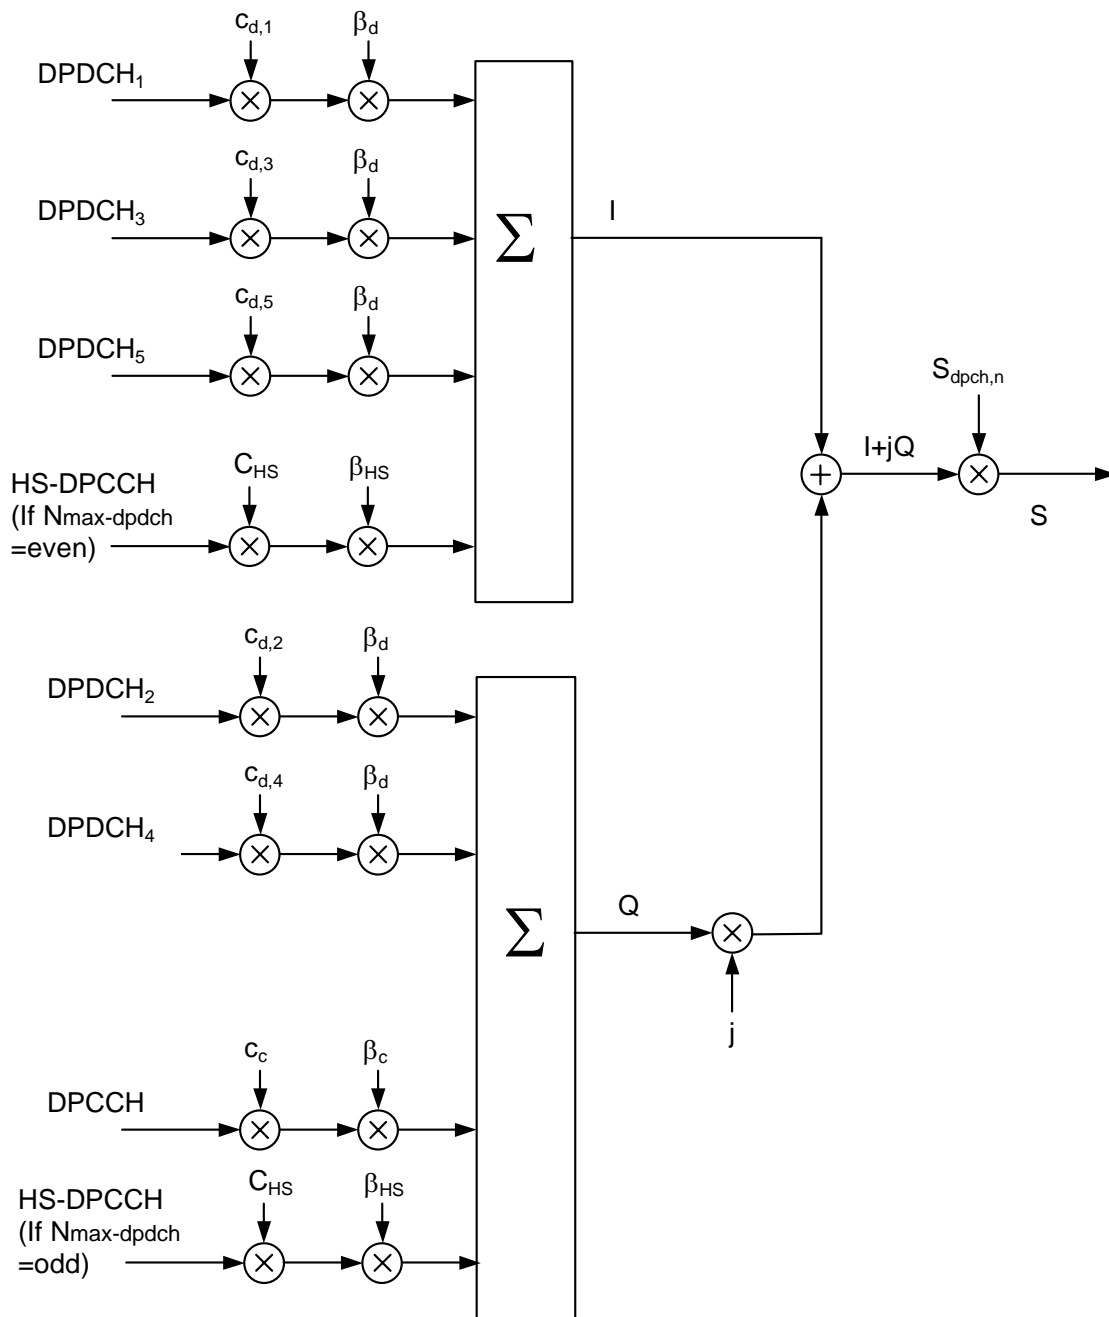 c_d,1 β_d
DPDCH_1
c_d,3 β_d
DPDCH_3
Σ
I
c_d,5 β_d
DPDCH_5
S_dpch,n
C_HS β_HS
HS-DPCCH
(If N_max-dpdch
=even)
I+jQ
S
c_d,2 β_d
DPDCH_2
c_d,4 β_d
DPDCH_4
Σ
Q
j
c_c β_c
DPCCH
C_HS β_HS
HS-DPCCH
(If N_max-dpdch
=odd)